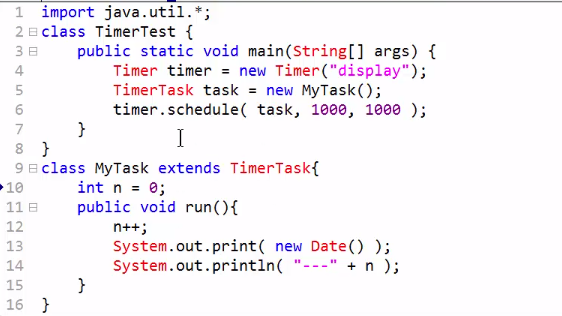 1 import java.util.*;
2 class TimerTest {
3     public static void main(String[] args) {
4         Timer timer = new Timer("display");
5         TimerTask task = new MyTask();
6         timer.schedule( task, 1000, 1000 );
7     }
8 }
9 class MyTask extends TimerTask{
10     int n = 0;
11     public void run(){
12         n++;
13         System.out.print( new Date() );
14         System.out.println( "---" + n );
15     }
16 }